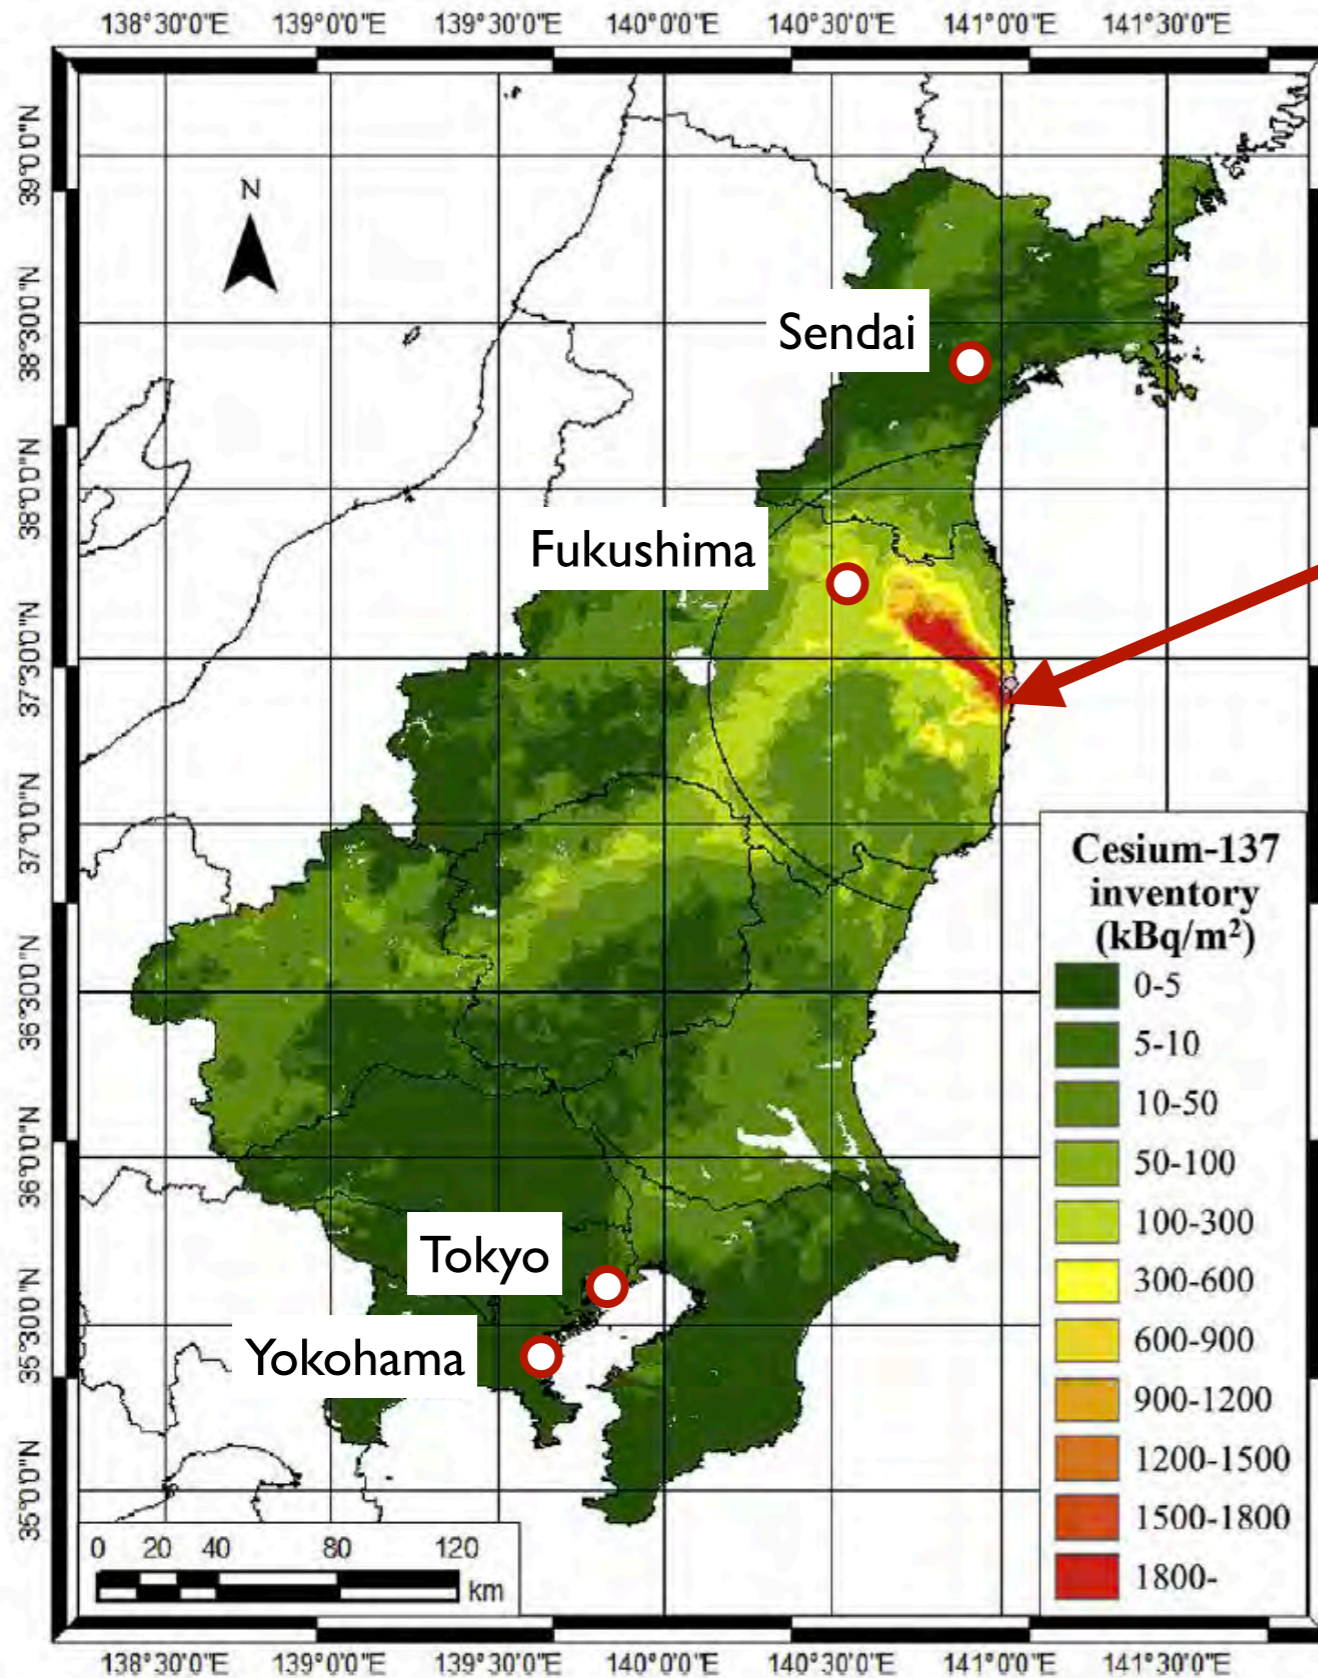 138°30'0"E 139°0'0"E 139°30'0"E 140°0'0"E 140°30'0"E 141°0'0"E 141°30'0"E
39°0'0"N
38°30'0"N
38°0'0"N
37°30'0"N
37°0'0"N
36°30'0"N
36°0'0"N
35°30'0"N
35°0'0"N
N
Sendai
Fukushima
Tokyo
Yokohama
Cesium-137
inventory
(kBq/m²)
0-5
5-10
10-50
50-100
100-300
300-600
600-900
900-1200
1200-1500
1500-1800
1800-
0 20 40 80 120
km
138°30'0"E 139°0'0"E 139°30'0"E 140°0'0"E 140°30'0"E 141°0'0"E 141°30'0"E